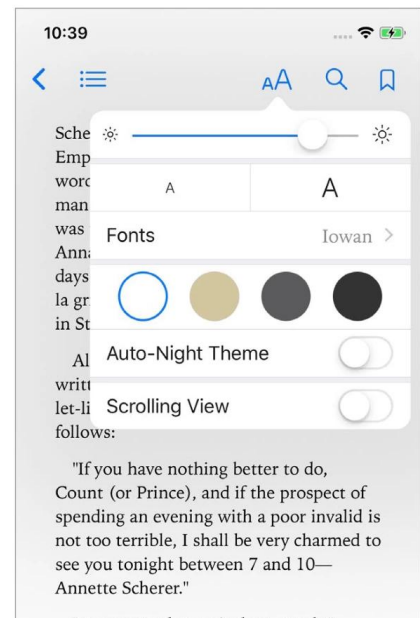 10:39
AA
Sche
Emp
word
man
was
Anna
days
la gr
in St
A A
Fonts Iowan >
Auto-Night Theme
Scrolling View
Al
writt
let-li
follows:
"If you have nothing better to do,
Count (or Prince), and if the prospect of
spending an evening with a poor invalid is
not too terrible, I shall be very charmed to
see you tonight between 7 and 10—
Annette Scherer."